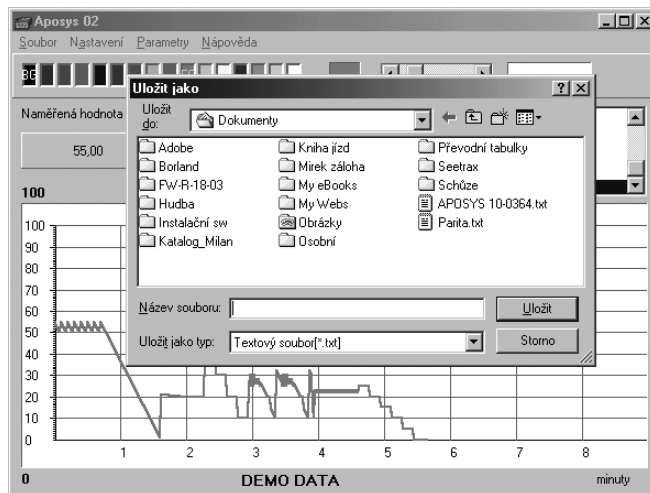 Aposys 02
Soubor Nastavení Parametry Nápověda
BG
Uložit jako
Uložit do: Dokumenty
Naměřená hodnota
55,00
Adobe
Borland
FW-R-18-03
Hudba
Instalační sw
Katalog_Milan
Kniha jízd
Mirek záloha
My eBooks
My Webs
Obrázky
Osobní
Převodní tabulky
Seetrax
Schůze
APOSYS 10-0364.txt
Parita.txt
Název souboru:
Uložit
Uložit jako typ: Textový soubor[*.txt]
Storno
100
100
90
80
70
60
50
40
30
20
10
0
1 2 3 4 5 6 7 8
0 DEMO DATA minuty